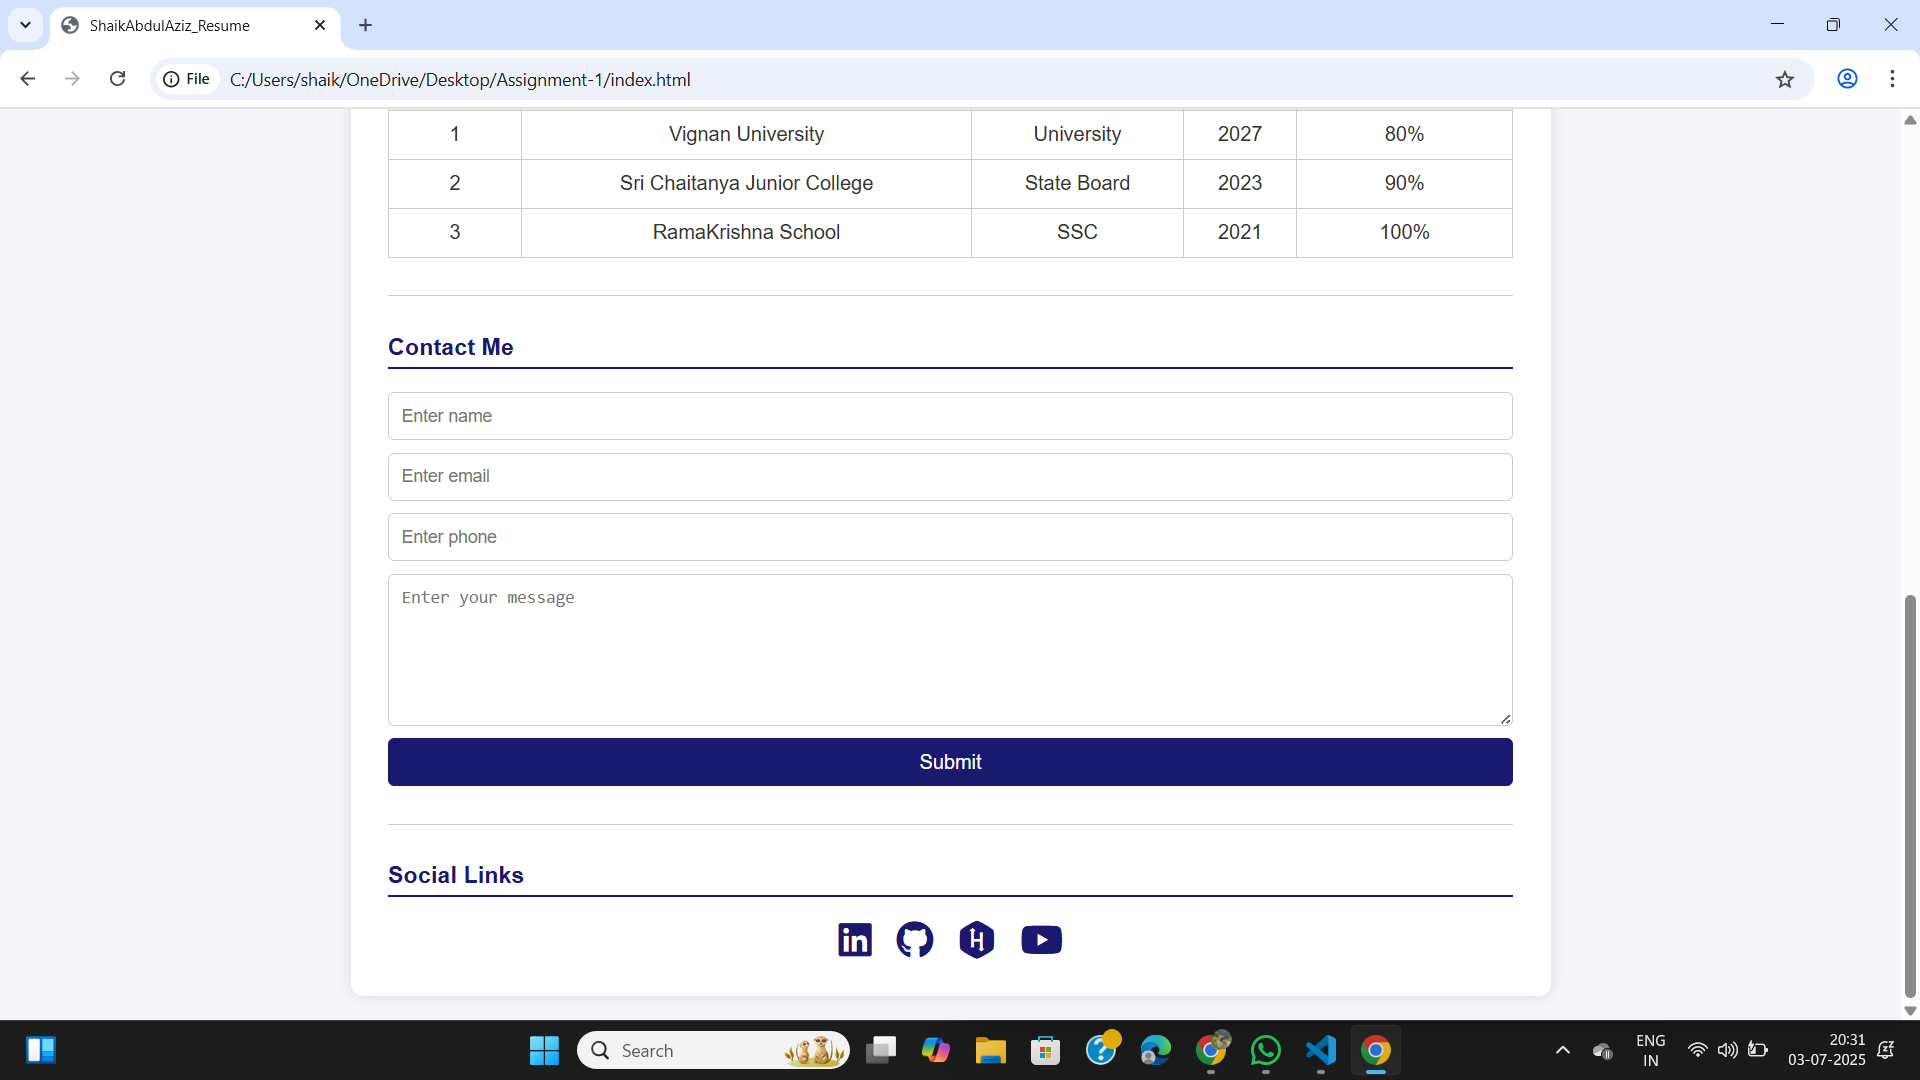 ShaikAbdulAziz_Resume
File C:/Users/shaik/OneDrive/Desktop/Assignment-1/index.html
1 Vignan University University 2027 80%
2 Sri Chaitanya Junior College State Board 2023 90%
3 RamaKrishna School SSC 2021 100%
Contact Me
Enter name
Enter email
Enter phone
Enter your message
Submit
Social Links
in
H
Search
ENG
IN
20:31
03-07-2025